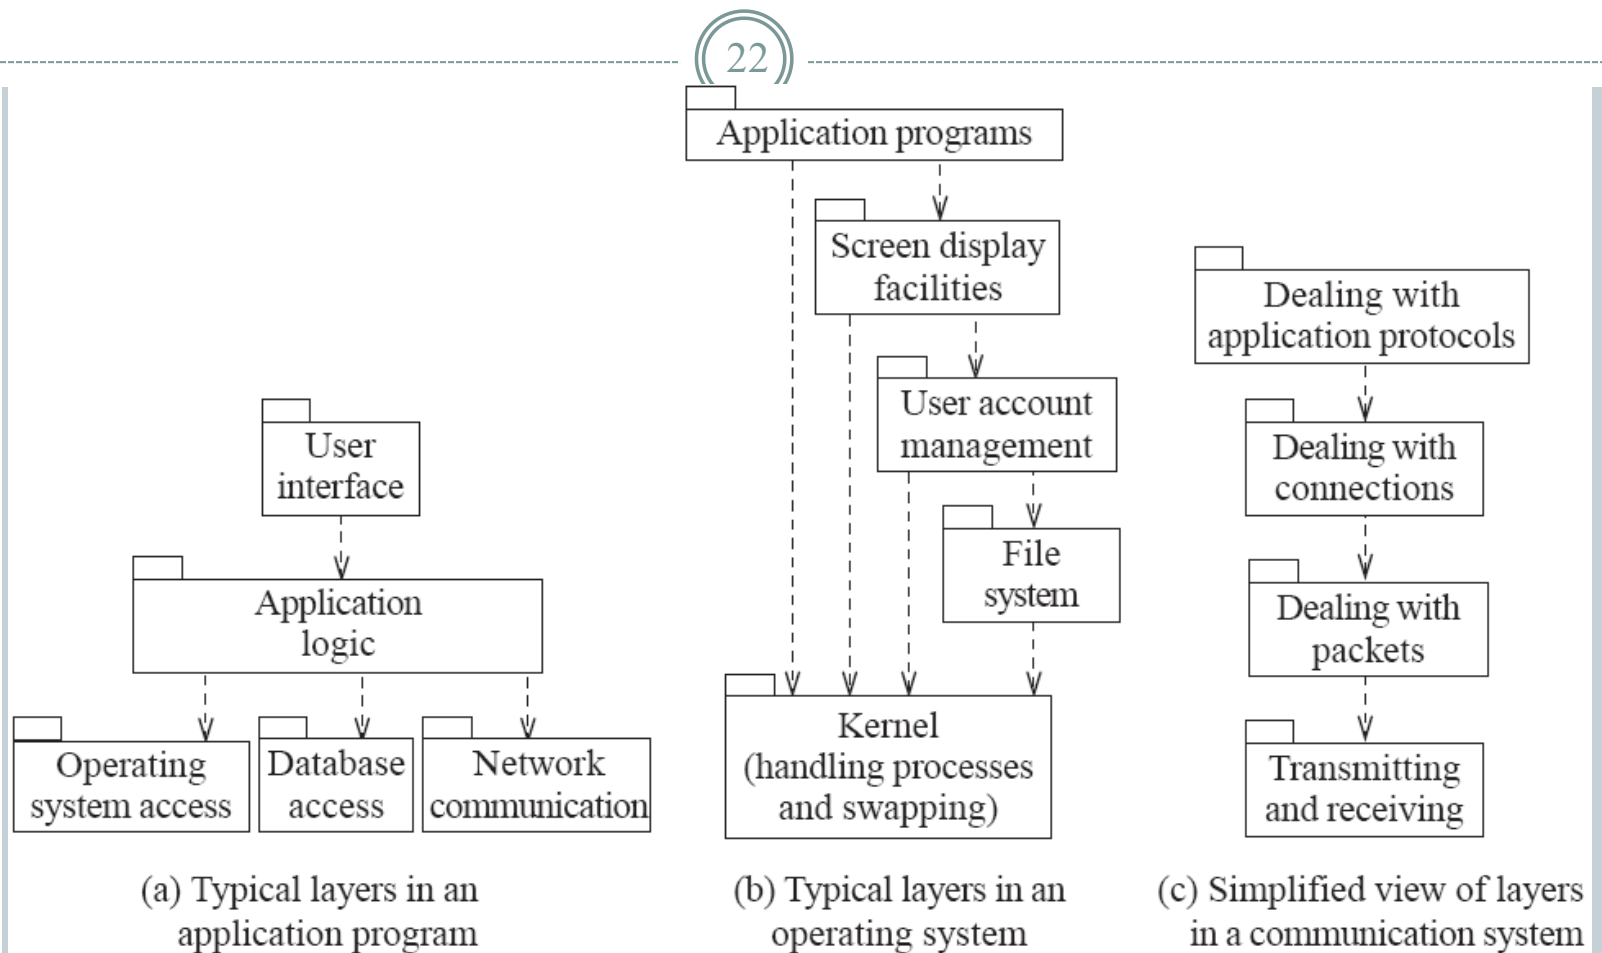 22
Application programs
Screen display
facilities
User account
management
File
system
Kernel
(handling processes
and swapping)
User
interface
Application
logic
Operating
system access
Database
access
Network
communication
Dealing with
application protocols
Dealing with
connections
Dealing with
packets
Transmitting
and receiving
(a) Typical layers in an
application program
(b) Typical layers in an
operating system
(c) Simplified view of layers
in a communication system